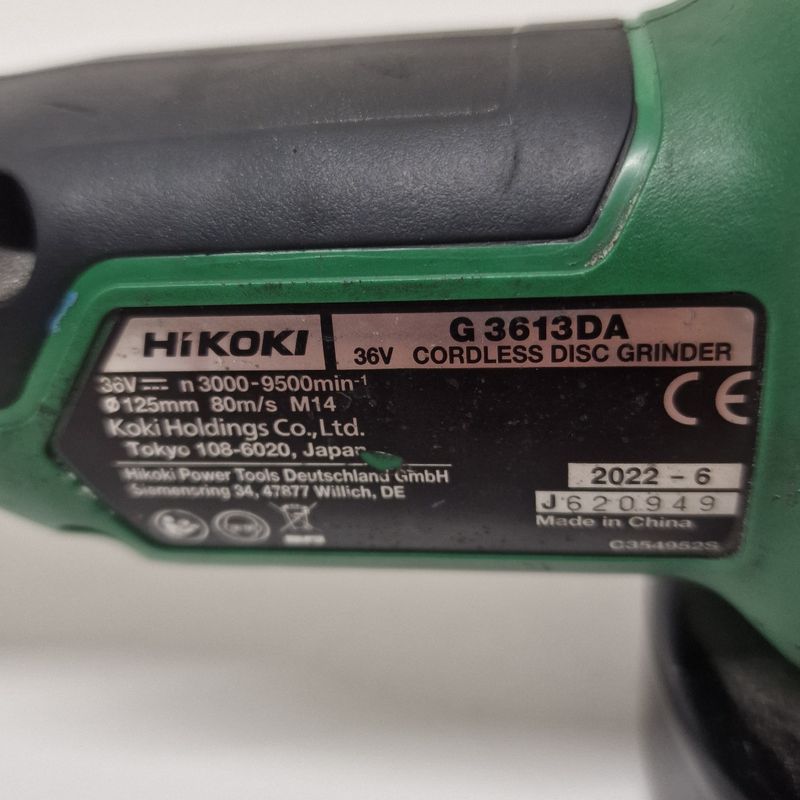 HiKOKI
G 3613DA
36V CORDLESS DISC GRINDER
36V ⎓ n 3000-9500min⁻¹
Ø125mm 80m/s M14
Koki Holdings Co.,Ltd.
Tokyo 108-6020, Japan
Hikoki Power Tools Deutschland GmbH
Siemensring 34, 47877 Willich, DE
CE
2022 - 6
J620949
Made in China
C354952S